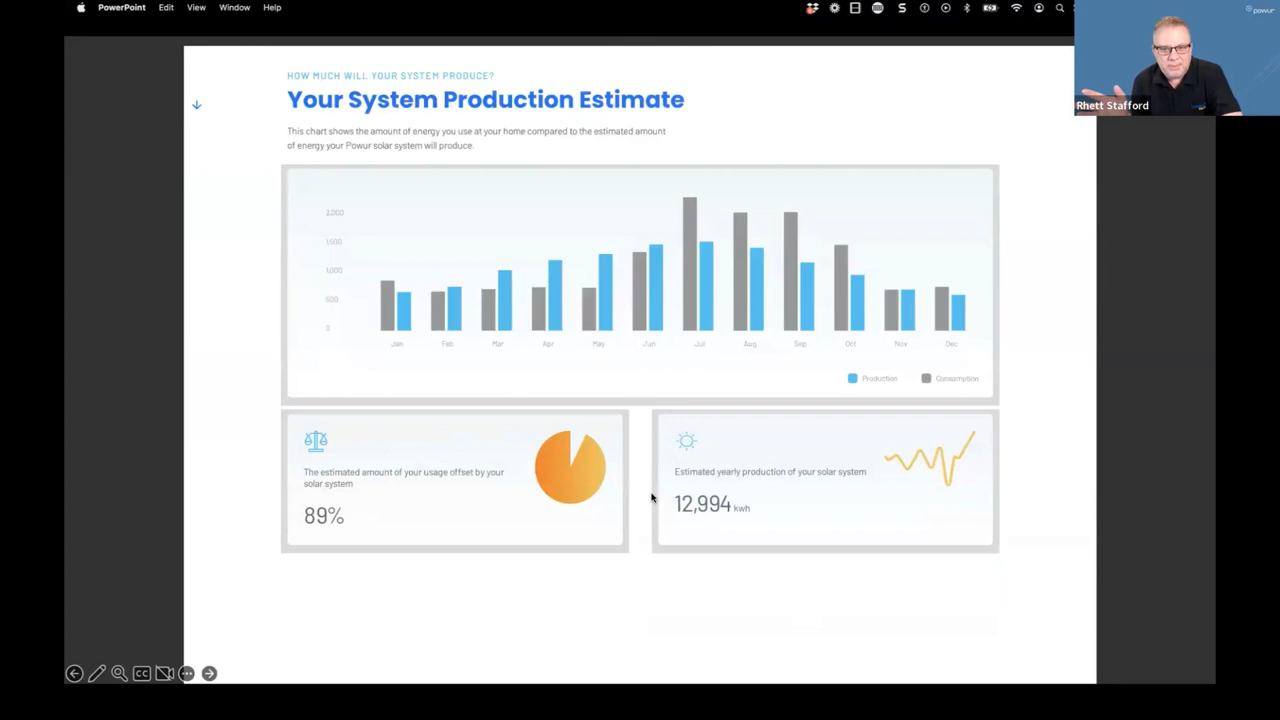 PowerPoint Edit View Window Help
powur
Rhett Stafford
HOW MUCH WILL YOUR SYSTEM PRODUCE?
Your System Production Estimate
This chart shows the amount of energy you use at your home compared to the estimated amount
of energy your Powur solar system will produce.
2,000
1,500
1,000
500
0
Jan Feb Mar Apr May Jun Jul Aug Sep Oct Nov Dec
Production Consumption
The estimated amount of your usage offset by your
solar system
89%
Estimated yearly production of your solar system
12,994 kwh
CC